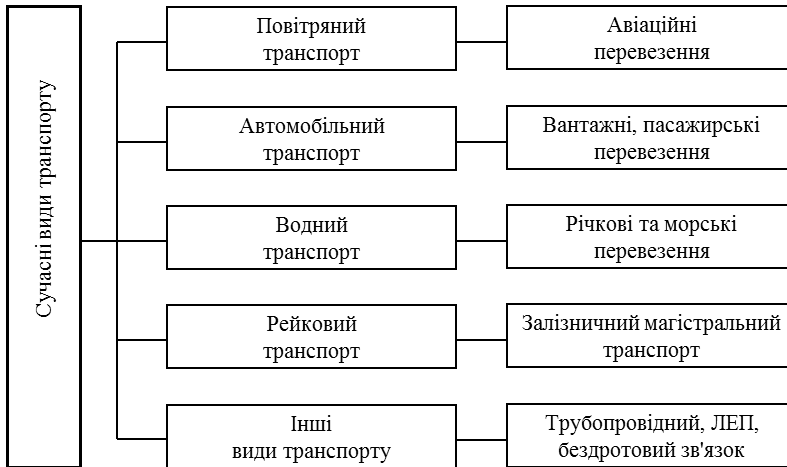 Сучасні види транспорту
Повітряний
транспорт
Авіаційні
перевезення
Автомобільний
транспорт
Вантажні, пасажирські
перевезення
Водний
транспорт
Річкові та морські
перевезення
Рейковий
транспорт
Залізничний магістральний
транспорт
Інші
види транспорту
Трубопровідний, ЛЕП,
бездротовий зв'язок